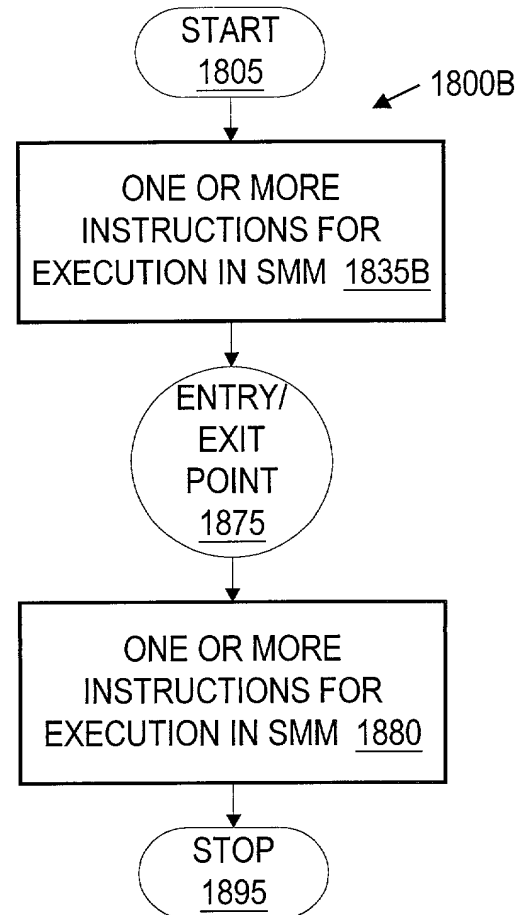 START
1805
1800B
ONE OR MORE
INSTRUCTIONS FOR
EXECUTION IN SMM 1835B
ENTRY/
EXIT
POINT
1875
ONE OR MORE
INSTRUCTIONS FOR
EXECUTION IN SMM 1880
STOP
1895